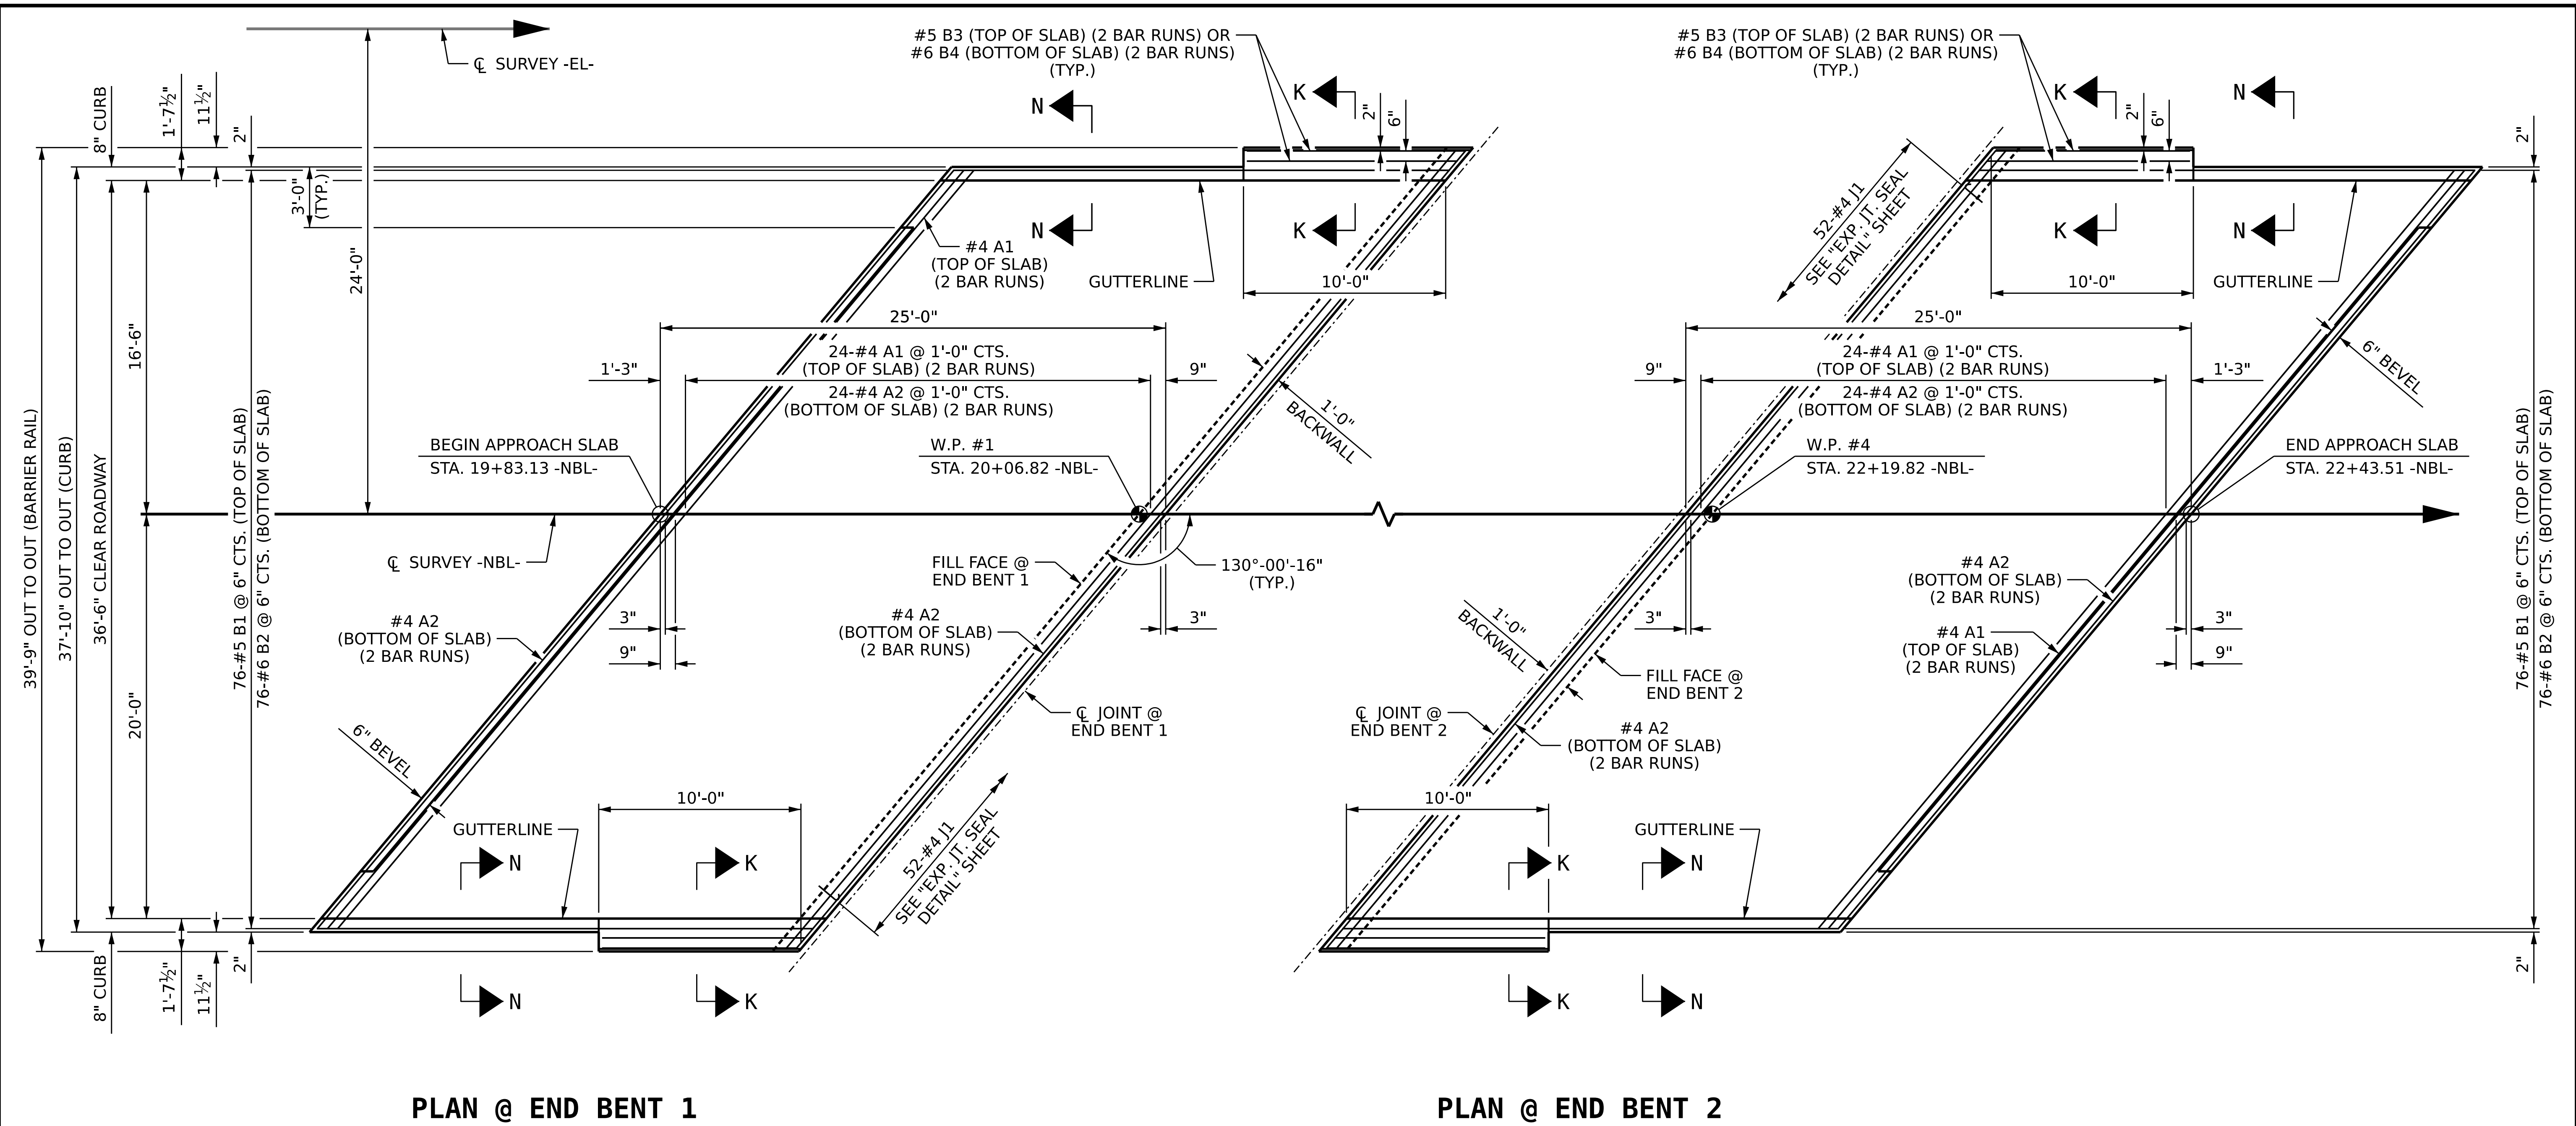 ℄ SURVEY -EL-
#5 B3 (TOP OF SLAB) (2 BAR RUNS) OR
#6 B4 (BOTTOM OF SLAB) (2 BAR RUNS)
(TYP.)
8" CURB
1'-7½"
11½"
2"
3'-0"
(TYP.)
24'-0"
16'-6"
20'-0"
39'-9" OUT TO OUT (BARRIER RAIL)
37'-10" OUT TO OUT (CURB)
36'-6" CLEAR ROADWAY
76-#5 B1 @ 6" CTS. (TOP OF SLAB)
76-#6 B2 @ 6" CTS. (BOTTOM OF SLAB)
8" CURB
1'-7½"
11½"
2"
N
N
K
K
2"
6"
#4 A1
(TOP OF SLAB)
(2 BAR RUNS)
GUTTERLINE
10'-0"
25'-0"
1'-3"
24-#4 A1 @ 1'-0" CTS.
(TOP OF SLAB) (2 BAR RUNS)
24-#4 A2 @ 1'-0" CTS.
(BOTTOM OF SLAB) (2 BAR RUNS)
9"
1'-0"
BACKWALL
BEGIN APPROACH SLAB
STA. 19+83.13 -NBL-
W.P. #1
STA. 20+06.82 -NBL-
℄ SURVEY -NBL-
FILL FACE @
END BENT 1
130°-00'-16"
(TYP.)
3"
9"
3"
#4 A2
(BOTTOM OF SLAB)
(2 BAR RUNS)
#4 A2
(BOTTOM OF SLAB)
(2 BAR RUNS)
℄ JOINT @
END BENT 1
6" BEVEL
10'-0"
GUTTERLINE
52-#4 J1
SEE "EXP. JT. SEAL
DETAIL" SHEET
N
K
N
K
PLAN @ END BENT 1
#5 B3 (TOP OF SLAB) (2 BAR RUNS) OR
#6 B4 (BOTTOM OF SLAB) (2 BAR RUNS)
(TYP.)
K
2"
6"
N
K
N
2"
52-#4 J1
SEE "EXP. JT. SEAL
DETAIL" SHEET
10'-0"
GUTTERLINE
25'-0"
9"
24-#4 A1 @ 1'-0" CTS.
(TOP OF SLAB) (2 BAR RUNS)
24-#4 A2 @ 1'-0" CTS.
(BOTTOM OF SLAB) (2 BAR RUNS)
1'-3"
6" BEVEL
W.P. #4
STA. 22+19.82 -NBL-
END APPROACH SLAB
STA. 22+43.51 -NBL-
1'-0"
BACKWALL
3"
FILL FACE @
END BENT 2
#4 A2
(BOTTOM OF SLAB)
(2 BAR RUNS)
#4 A1
(TOP OF SLAB)
(2 BAR RUNS)
3"
9"
℄ JOINT @
END BENT 2
#4 A2
(BOTTOM OF SLAB)
(2 BAR RUNS)
10'-0"
GUTTERLINE
K
N
K
N
76-#5 B1 @ 6" CTS. (TOP OF SLAB)
76-#6 B2 @ 6" CTS. (BOTTOM OF SLAB)
2"
PLAN @ END BENT 2